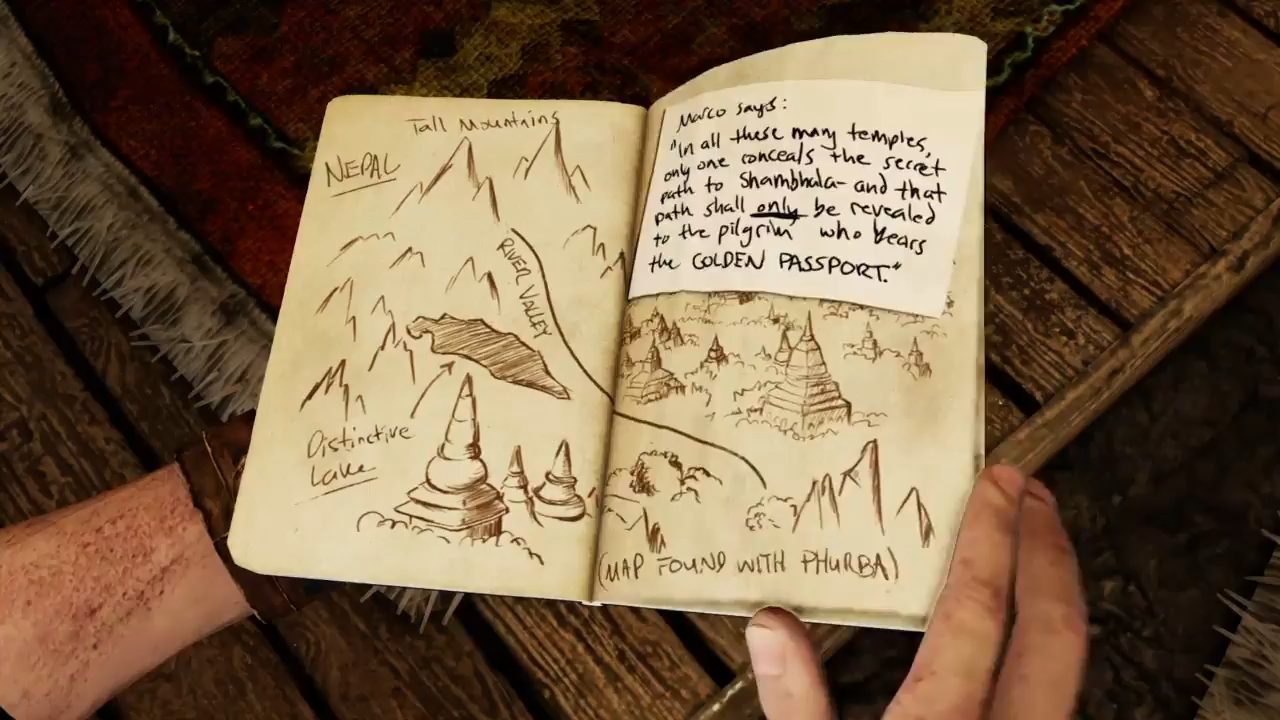 Tall Mountains
NEPAL
RIVER VALLEY
Distinctive
Lake
Marco says:
"In all these many temples,
only one conceals the secret
path to Shambhala- and that
path shall only be revealed
to the pilgrim who bears
the GOLDEN PASSPORT."
(MAP FOUND WITH PHURBA)